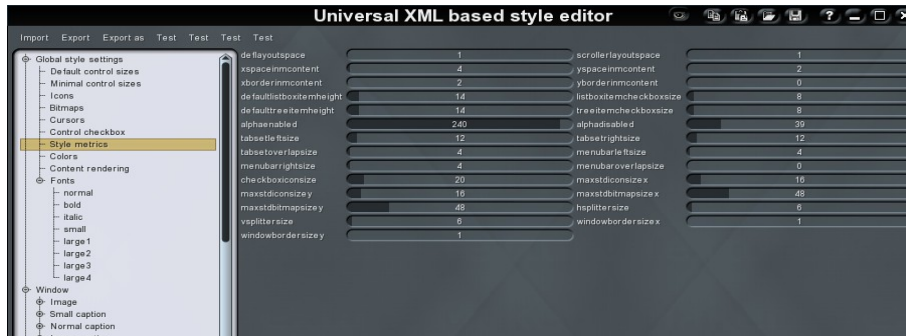 Universal XML based style editor
Import Export Export as Test Test Test Test
Global style settings
Default control sizes
Minimal control sizes
Icons
Bitmaps
Cursors
Control checkbox
Style metrics
Colors
Content rendering
Fonts
normal
bold
italic
small
large1
large2
large3
large4
Window
Image
Small caption
Normal caption
deflayoutspace 1 scrollerlayoutspace 1
xspaceinmcontent 4 yspaceinmcontent 2
xborderinmcontent 2 yborderinmcontent 0
defaultlistboxitemheight 14 listboxitemcheckboxsize 8
defaulttreeitemheight 14 treeitemcheckboxsize 8
alphaenabled 240 alphadisabled 39
tabsetleftsize 12 tabsetrightsize 12
tabsetoverlapsize 4 menubarleftsize 4
menubarrightsize 4 menubaroverlapsize 0
checkboxiconsize 20 maxstdiconsizex 16
maxstdiconsizey 16 maxstdbitmapsizex 48
maxstdbitmapsizey 48 hsplittersize 6
vsplittersize 6 windowbordersizex 1
windowbordersizey 1